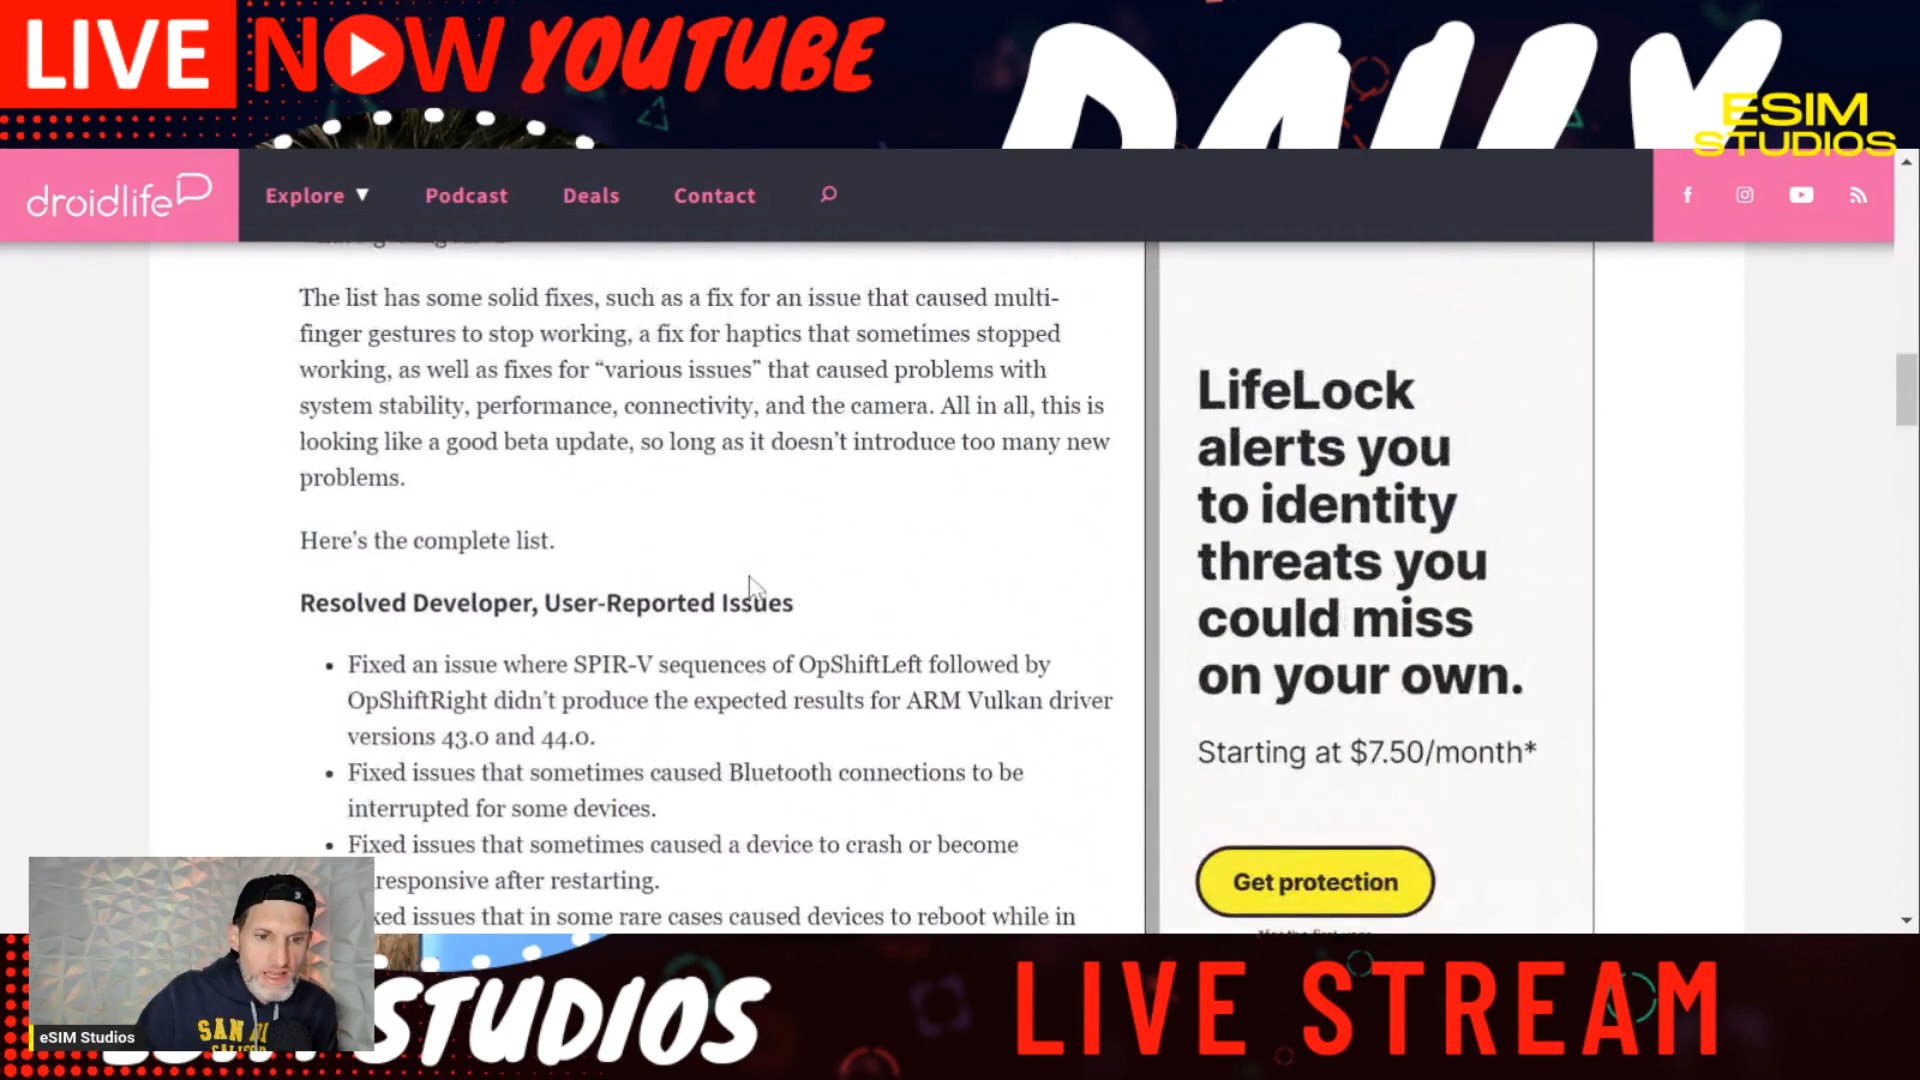 LIVE NOW YOUTUBE
DAILY
ESIM
STUDIOS
droidlife
Explore ▼ Podcast Deals Contact
The list has some solid fixes, such as a fix for an issue that caused multi-
finger gestures to stop working, a fix for haptics that sometimes stopped
working, as well as fixes for “various issues” that caused problems with
system stability, performance, connectivity, and the camera. All in all, this is
looking like a good beta update, so long as it doesn’t introduce too many new
problems.
Here’s the complete list.
Resolved Developer, User-Reported Issues
• Fixed an issue where SPIR-V sequences of OpShiftLeft followed by
OpShiftRight didn’t produce the expected results for ARM Vulkan driver
versions 43.0 and 44.0.
• Fixed issues that sometimes caused Bluetooth connections to be
interrupted for some devices.
• Fixed issues that sometimes caused a device to crash or become
responsive after restarting.
xed issues that in some rare cases caused devices to reboot while in
LifeLock
alerts you
to identity
threats you
could miss
on your own.
Starting at $7.50/month*
Get protection
SAN
eSIM Studios
STUDIOS
LIVE STREAM